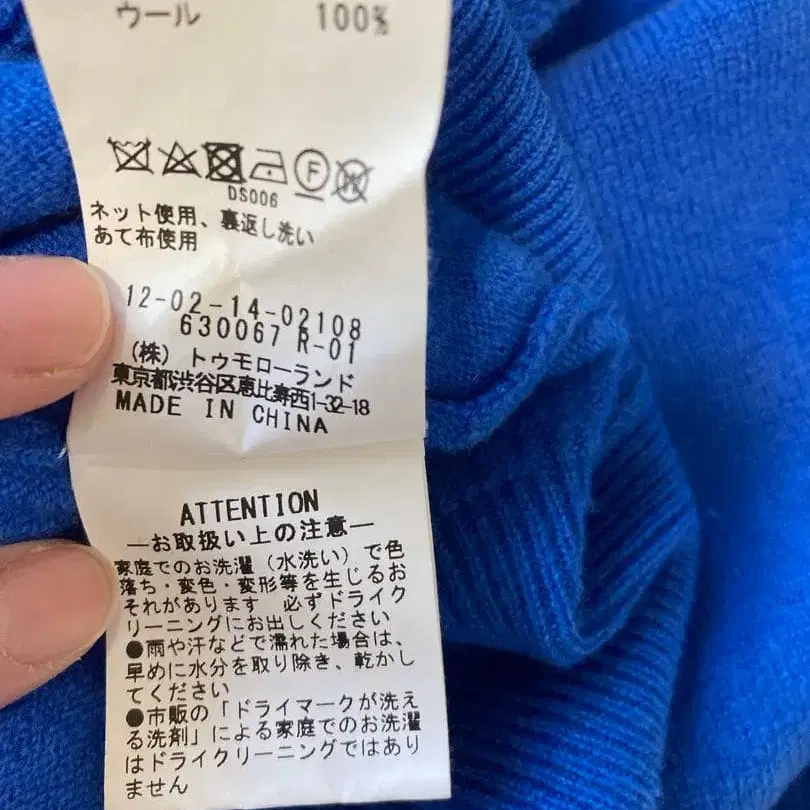 ウール 100%
F W
DS006
ネット使用、裏返し洗い
あて布使用
12-02-14-02108
630067 R-01
(株) トゥモローランド
東京都渋谷区恵比寿西1-32-18
MADE IN CHINA
ATTENTION
―お取扱い上の注意―
家庭でのお洗濯(水洗い)で色
落ち・変色・変形等を生じるお
それがあります 必ずドライク
リーニングにお出しください
●雨や汗などで濡れた場合は、
早めに水分を取り除き、乾かし
てください
●市販の「ドライマークが洗え
る洗剤」による家庭でのお洗濯
はドライクリーニングではあり
ません